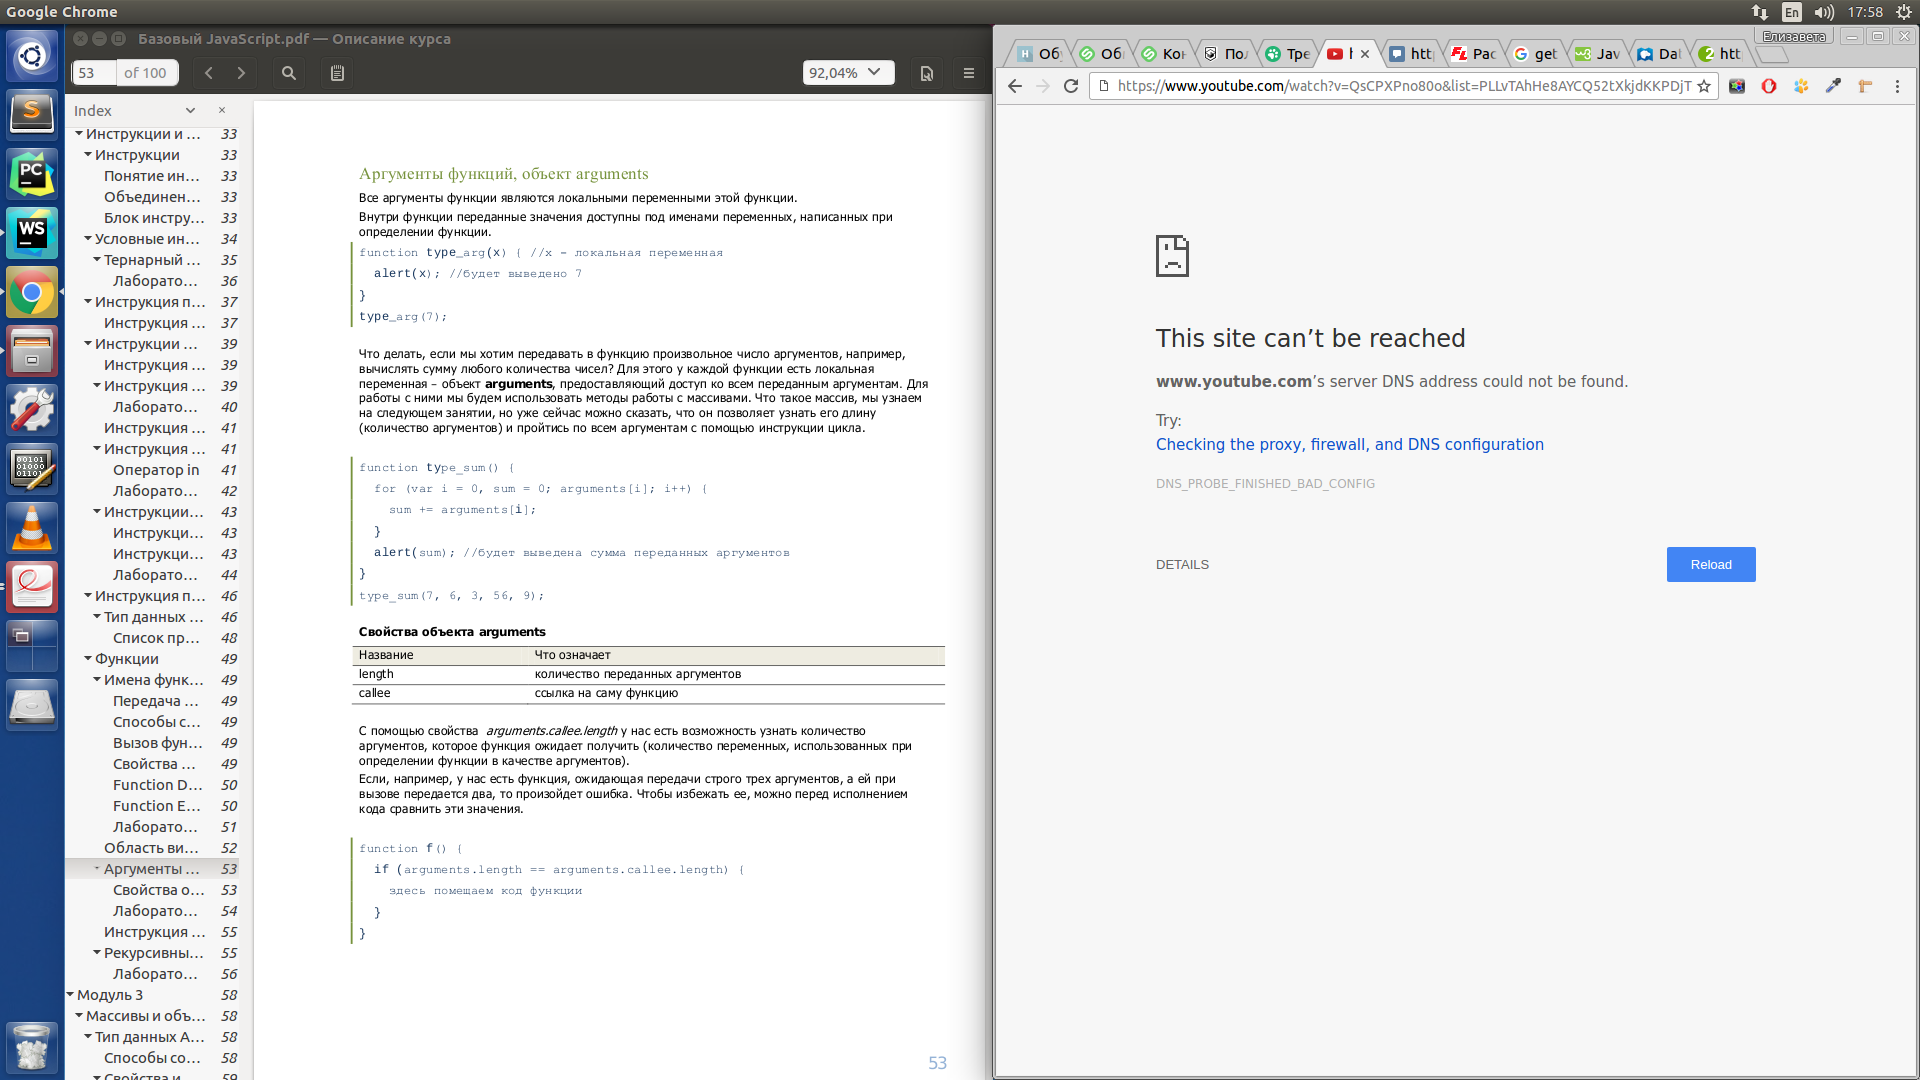 Google Chrome
En
17:58
Базовый JavaScript.pdf — Описание курса
53 of 100
92,04%
Index
Инструкции и ... 33
Инструкции 33
Понятие ин... 33
Объединен... 33
Блок инстру... 33
Условные ин... 34
Тернарный ... 35
Лаборато... 36
Инструкция п... 37
Инструкция ... 37
Инструкции ... 39
Инструкция ... 39
Инструкция ... 39
Лаборато... 40
Инструкция ... 41
Инструкция ... 41
Оператор in 41
Лаборато... 42
Инструкции... 43
Инструкци... 43
Инструкци... 43
Лаборато... 44
Инструкция п... 46
Тип данных ... 46
Список пр... 48
Функции 49
Имена функ... 49
Передача ... 49
Способы с... 49
Вызов фун... 49
Свойства ... 49
Function D... 50
Function E... 50
Лаборато... 51
Область ви... 52
Аргументы ... 53
Свойства о... 53
Лаборато... 54
Инструкция ... 55
Рекурсивны... 55
Лаборато... 56
Модуль 3 58
Массивы и объ... 58
Тип данных А... 58
Способы со... 58
Свойства и 59
Аргументы функций, объект arguments
Все аргументы функции являются локальными переменными этой функции.
Внутри функции переданные значения доступны под именами переменных, написанных при
определении функции.
function type_arg(x) { //x – локальная переменная
alert(x); //будет выведено 7
}
type_arg(7);
Что делать, если мы хотим передавать в функцию произвольное число аргументов, например,
вычислять сумму любого количества чисел? Для этого у каждой функции есть локальная
переменная – объект arguments, предоставляющий доступ ко всем переданным аргументам. Для
работы с ними мы будем использовать методы работы с массивами. Что такое массив, мы узнаем
на следующем занятии, но уже сейчас можно сказать, что он позволяет узнать его длину
(количество аргументов) и пройтись по всем аргументам с помощью инструкции цикла.
function type_sum() {
for (var i = 0, sum = 0; arguments[i]; i++) {
sum += arguments[i];
}
alert(sum); //будет выведена сумма переданных аргументов
}
type_sum(7, 6, 3, 56, 9);
Свойства объекта arguments
Название Что означает
length количество переданных аргументов
callee ссылка на саму функцию
С помощью свойства arguments.callee.length у нас есть возможность узнать количество
аргументов, которое функция ожидает получить (количество переменных, использованных при
определении функции в качестве аргументов).
Если, например, у нас есть функция, ожидающая передачи строго трех аргументов, а ей при
вызове передается два, то произойдет ошибка. Чтобы избежать ее, можно перед исполнением
кода сравнить эти значения.
function f() {
if (arguments.length == arguments.callee.length) {
здесь помещаем код функции
}
}
53
Елизавета
Об Об Кон По Тре h http Рас get Jav Dat http
https://www.youtube.com/watch?v=QsCPXPno80o&list=PLLvTAhHe8AYCQ52tXkjdKKPDjT
This site can’t be reached
www.youtube.com’s server DNS address could not be found.
Try:
Checking the proxy, firewall, and DNS configuration
DNS_PROBE_FINISHED_BAD_CONFIG
DETAILS
Reload
S
PC
WS